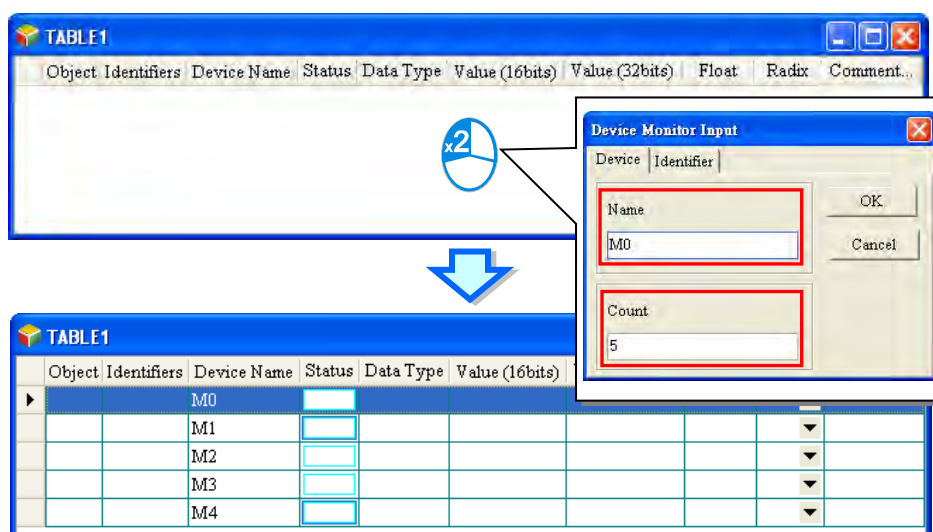 TABLE1
Object Identifiers Device Name Status Data Type Value (16bits) Value (32bits) Float Radix Comment...
x2
Device Monitor Input
Device Identifier
Name
M0
OK
Cancel
Count
5
TABLE1
Object Identifiers Device Name Status Data Type Value (16bits)
M0
M1
M2
M3
M4